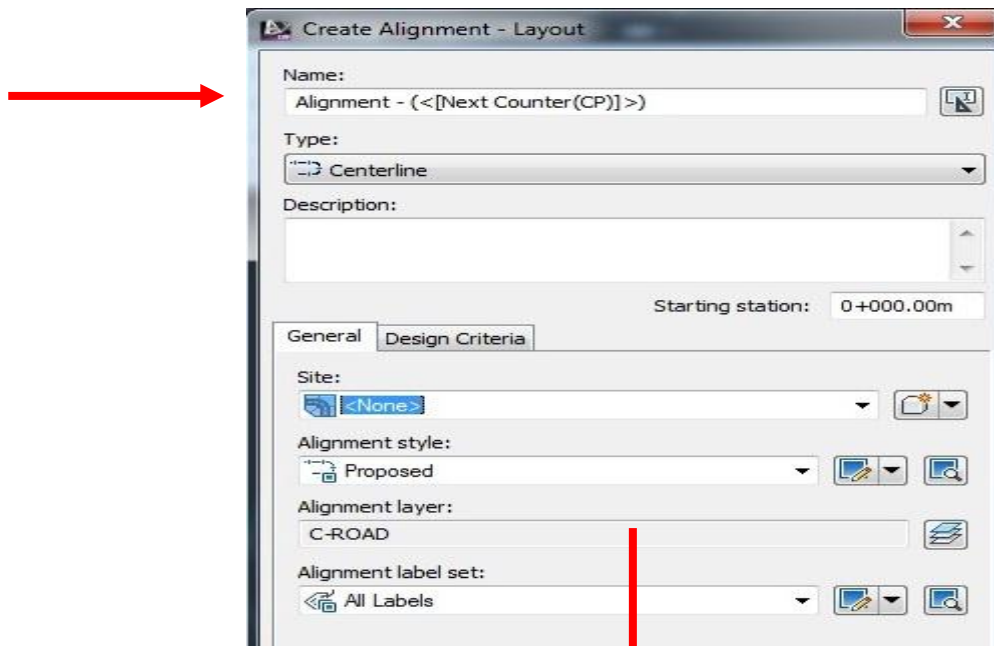 Create Alignment - Layout
Name:
Alignment - (<[Next Counter(CP)]>)
Type:
Centerline
Description:
Starting station: 0+000.00m
General Design Criteria
Site:
<None>
Alignment style:
Proposed
Alignment layer:
C-ROAD
Alignment label set:
All Labels